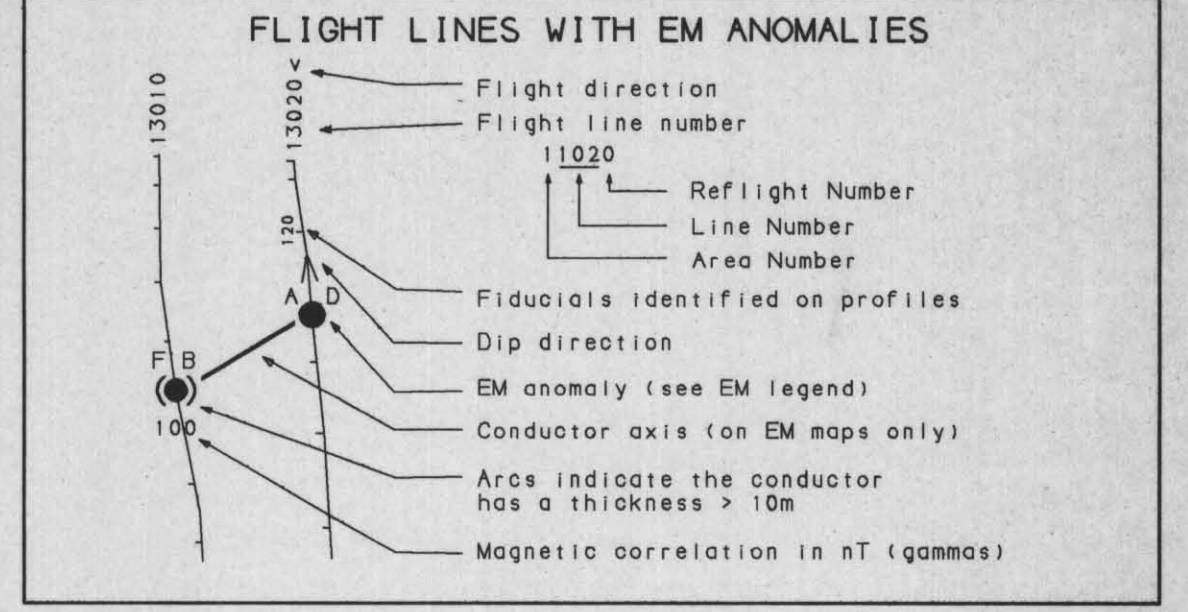 FLIGHT LINES WITH EM ANOMALIES
13010
13020 <
Flight direction
Flight line number
11020
Reflight Number
Line Number
Area Number
120
A D
Fiducials identified on profiles
Dip direction
F B
EM anomaly (see EM legend)
100
Conductor axis (on EM maps only)
Arcs indicate the conductor
has a thickness > 10m
Magnetic correlation in nT (gammas)